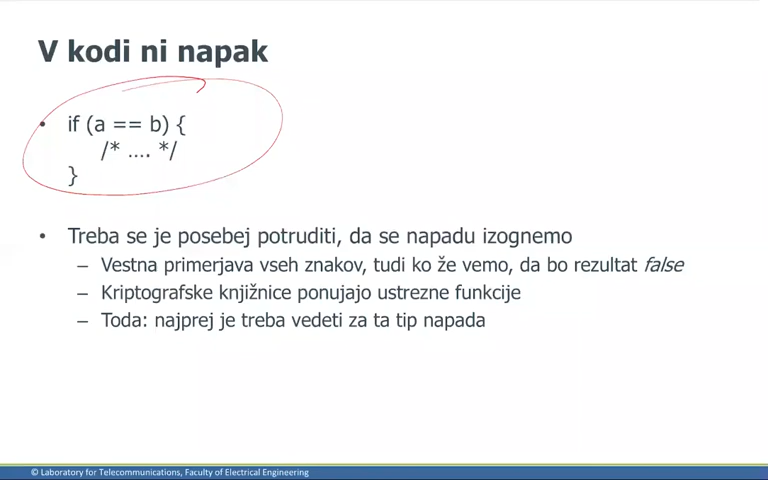 V kodi ni napak
• if (a == b) {
/* .... */
}
• Treba se je posebej potruditi, da se napadu izognemo
– Vestna primerjava vseh znakov, tudi ko že vemo, da bo rezultat false
– Kriptografske knjižnice ponujajo ustrezne funkcije
– Toda: najprej je treba vedeti za ta tip napada
© Laboratory for Telecommunications, Faculty of Electrical Engineering